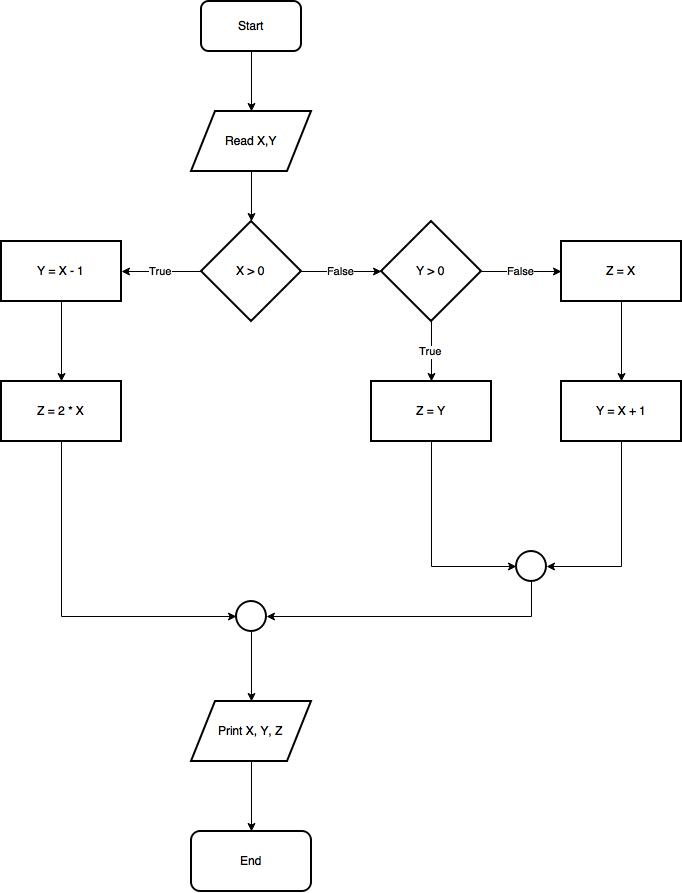 Start
Read X,Y
Y = X - 1
True
X > 0
False
Y > 0
False
Z = X
True
Z = 2 * X
Z = Y
Y = X + 1
Print X, Y, Z
End